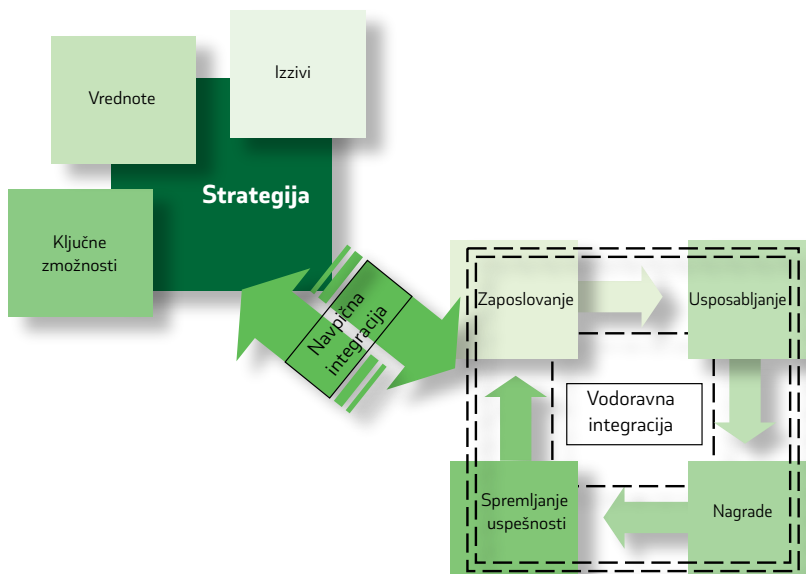 Izzivi
Vrednote
Strategija
Ključne
zmožnosti
Navpična
integracija
Zaposlovanje
Usposabljanje
Vodoravna
integracija
Spremljanje
uspešnosti
Nagrade